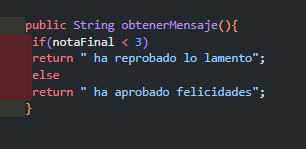 public String obtenerMensaje(){
if(notaFinal < 3)
return " ha reprobado lo lamento";
else
return " ha aprobado felicidades";
}